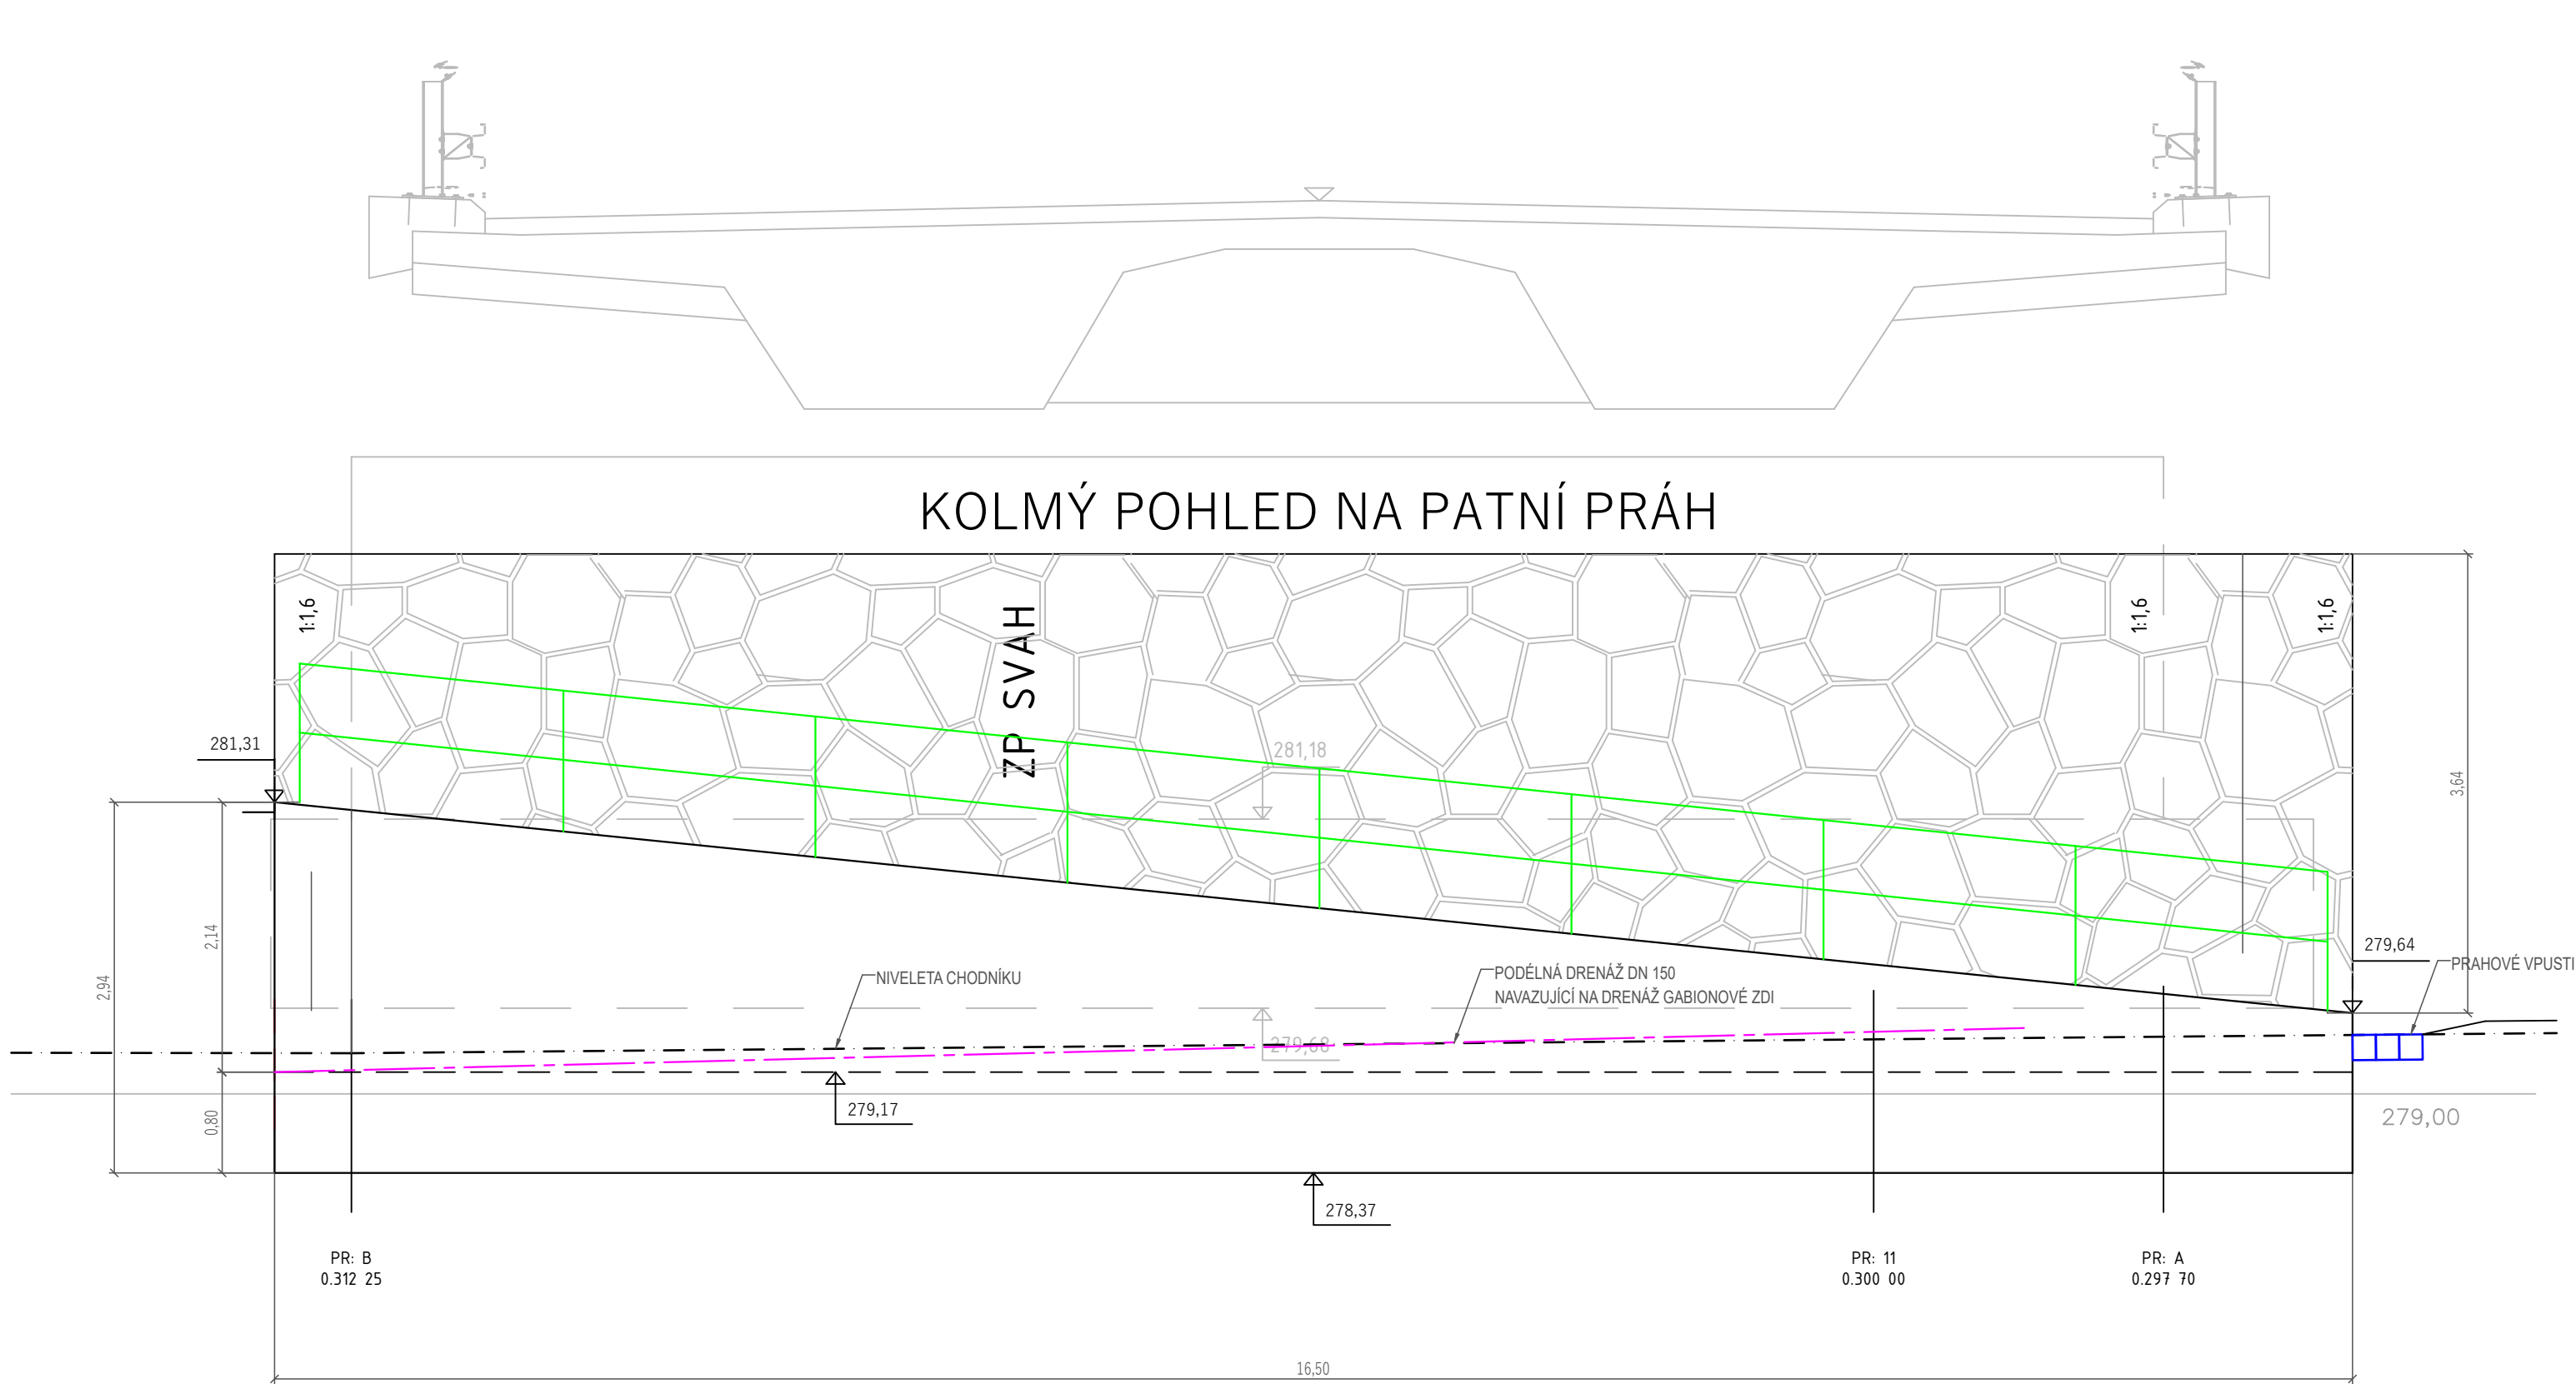 KOLMÝ POHLED NA PATNÍ PRÁH
1:1,6
ZP SVAH
1:1,6
1:1,6
281,31
281,18
3,64
2,14
2,94
279,64
NIVELETA CHODNÍKU
PODÉLNÁ DRENÁŽ DN 150
NAVAZUJÍCÍ NA DRENÁŽ GABIONOVÉ ZDI
PRAHOVÉ VPUSTI
279,68
0,80
279,17
279,00
278,37
PR: B
0.312 25
PR: 11
0.300 00
PR: A
0.297 70
16,50